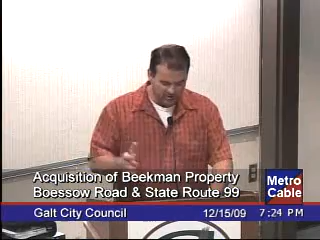 Acquisition of Beekman Property
Boessow Road & State Route 99
Metro
Cable
Galt City Council 12/15/09 7:24 PM